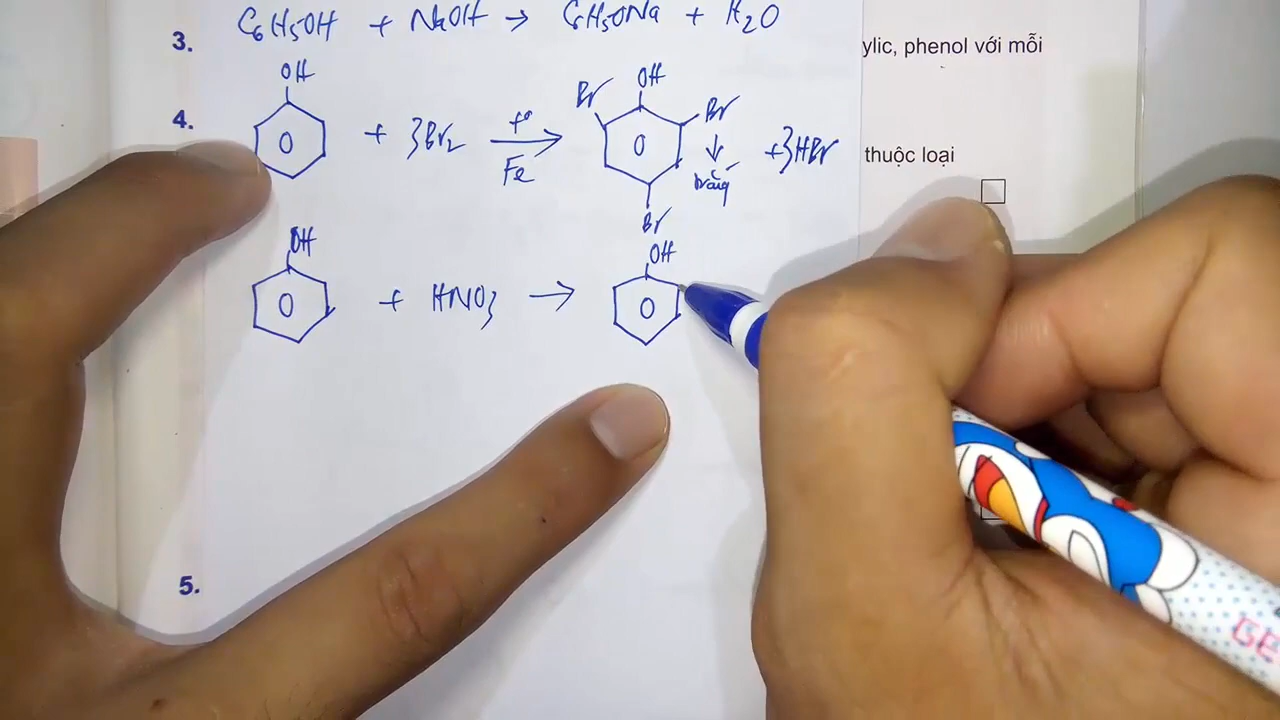 C6H5OH + NaOH → C6H5ONa + H2O
3.
ylic, phenol với mỗi
OH
+ 3Br2
t°
Fe
Br OH Br
↓
trắng
Br
+3HBr
4.
thuộc loại
OH
+ HNO3 →
OH
5.
GE